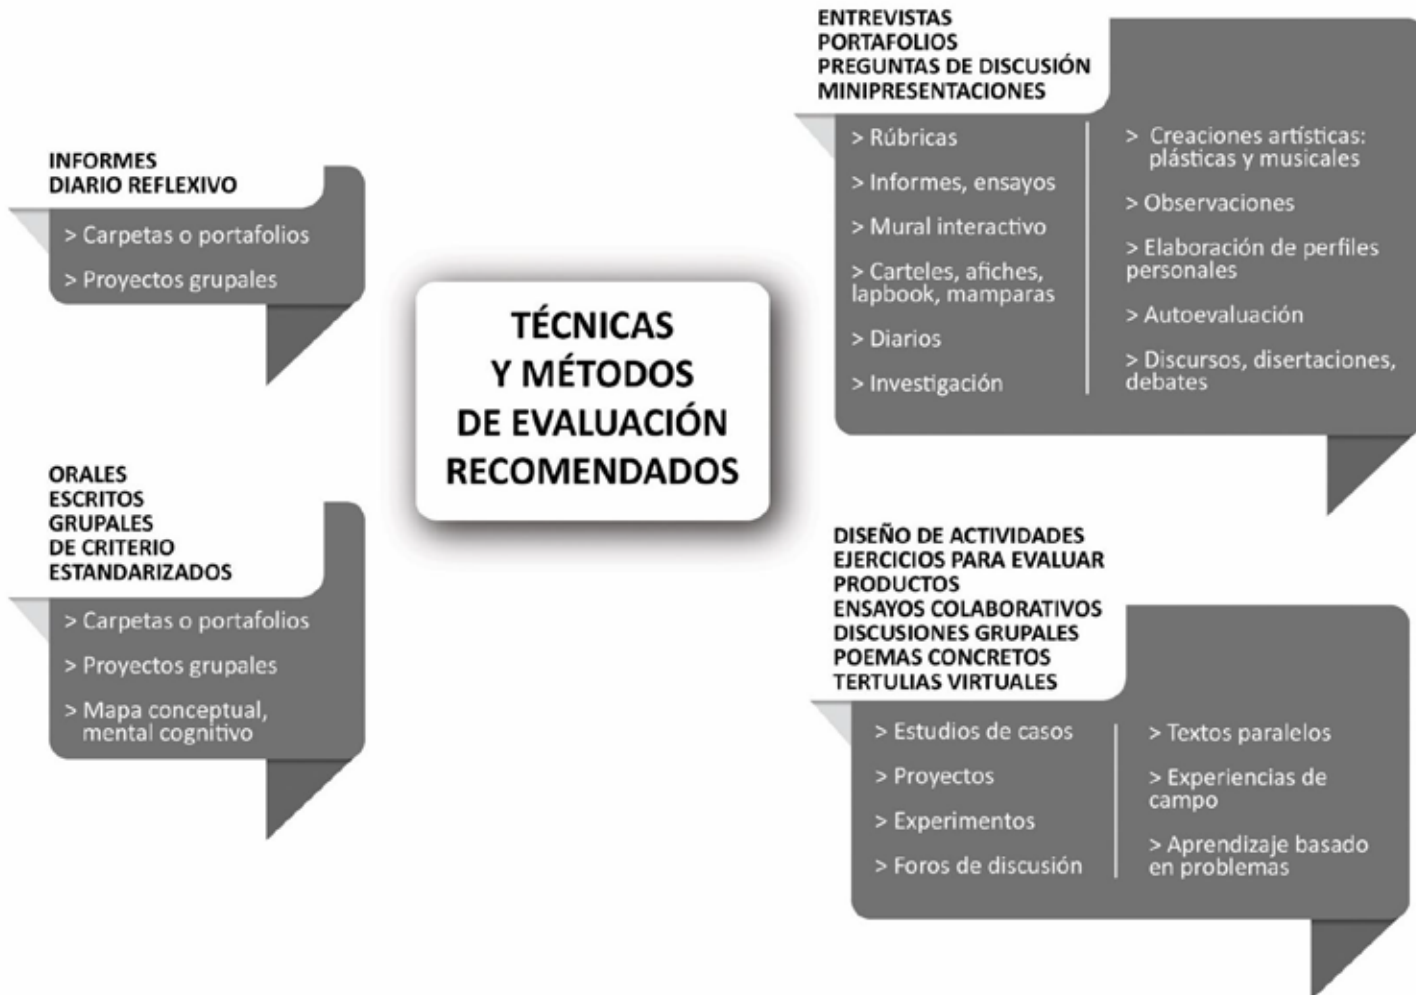 INFORMES
DIARIO REFLEXIVO
> Carpetas o portafolios
> Proyectos grupales
ORALES
ESCRITOS
GRUPALES
DE CRITERIO
ESTANDARIZADOS
> Carpetas o portafolios
> Proyectos grupales
> Mapa conceptual,
mental cognitivo
TÉCNICAS
Y MÉTODOS
DE EVALUACIÓN
RECOMENDADOS
ENTREVISTAS
PORTAFOLIOS
PREGUNTAS DE DISCUSIÓN
MINIPRESENTACIONES
> Rúbricas
> Informes, ensayos
> Mural interactivo
> Carteles, afiches,
lapbook, mamparas
> Diarios
> Investigación
> Creaciones artísticas:
plásticas y musicales
> Observaciones
> Elaboración de perfiles
personales
> Autoevaluación
> Discursos, disertaciones,
debates
DISEÑO DE ACTIVIDADES
EJERCICIOS PARA EVALUAR
PRODUCTOS
ENSAYOS COLABORATIVOS
DISCUSIONES GRUPALES
POEMAS CONCRETOS
TERTULIAS VIRTUALES
> Estudios de casos
> Proyectos
> Experimentos
> Foros de discusión
> Textos paralelos
> Experiencias de
campo
> Aprendizaje basado
en problemas